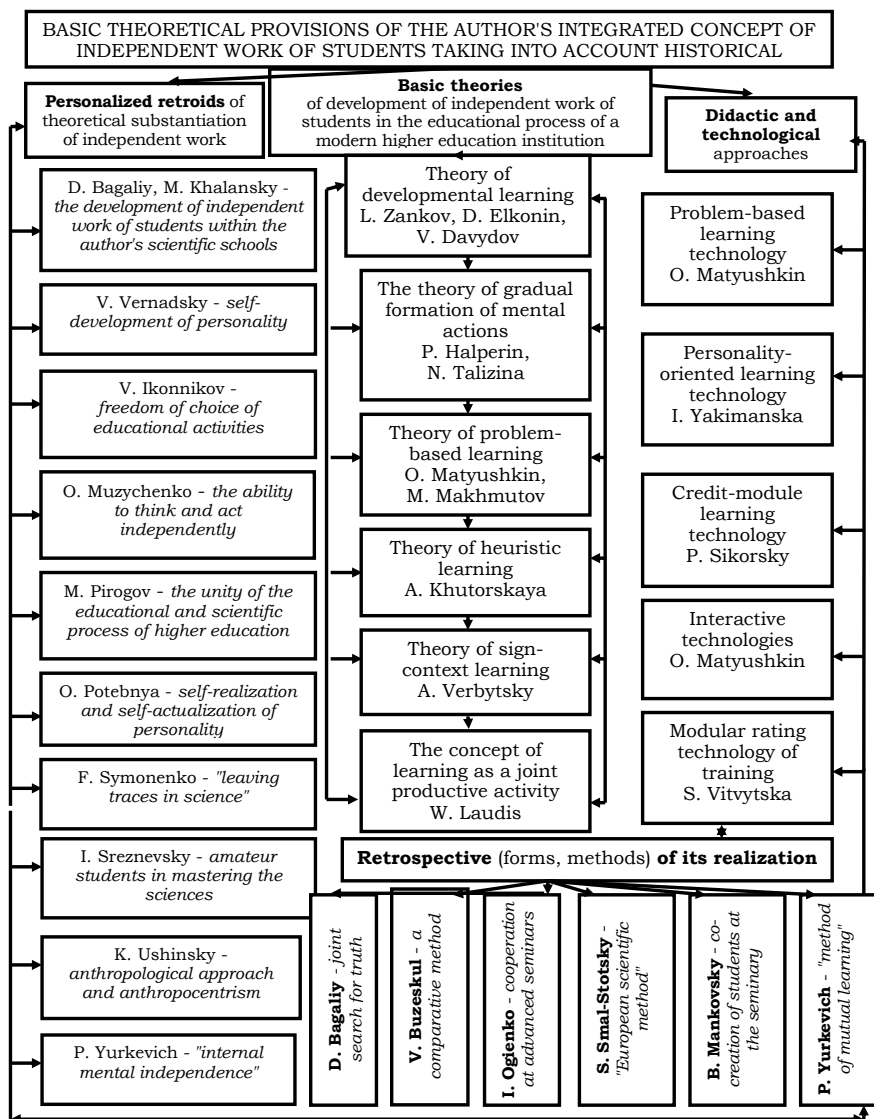 BASIC THEORETICAL PROVISIONS OF THE AUTHOR'S INTEGRATED CONCEPT OF
INDEPENDENT WORK OF STUDENTS TAKING INTO ACCOUNT HISTORICAL
Personalized retroids of
theoretical substantiation
of independent work
Basic theories
of development of independent work of
students in the educational process of a
modern higher education institution
Didactic and
technological
approaches
D. Bagaliy, M. Khalansky -
the development of independent
work of students within the
author's scientific schools
V. Vernadsky - self-
development of personality
V. Ikonnikov -
freedom of choice of
educational activities
O. Muzychenko - the ability
to think and act
independently
M. Pirogov - the unity of the
educational and scientific
process of higher education
O. Potebnya - self-realization
and self-actualization of
personality
F. Symonenko - "leaving
traces in science"
I. Sreznevsky - amateur
students in mastering the
sciences
K. Ushinsky -
anthropological approach
and anthropocentrism
P. Yurkevich - "internal
mental independence"
Theory of
developmental learning
L. Zankov, D. Elkonin,
V. Davydov
The theory of gradual
formation of mental
actions
P. Halperin,
N. Talizina
Theory of problem-
based learning
O. Matyushkin,
M. Makhmutov
Theory of heuristic
learning
A. Khutorskaya
Theory of sign-
context learning
A. Verbytsky
The concept of
learning as a joint
productive activity
W. Laudis
Problem-based
learning technology
O. Matyushkin
Personality-
oriented learning
technology
I. Yakimanska
Credit-module
learning
technology
P. Sikorsky
Interactive
technologies
O. Matyushkin
Modular rating
technology of
training
S. Vitvytska
Retrospective (forms, methods) of its realization
D. Bagaliy - joint
search for truth
V. Buzeskul - a
comparative method
I. Ogienko - cooperation
at advanced seminars
S. Smal-Stotsky -
"European scientific
method"
B. Mankovsky - co-
creation of students at
the seminary
P. Yurkevich - "method
of mutual learning"